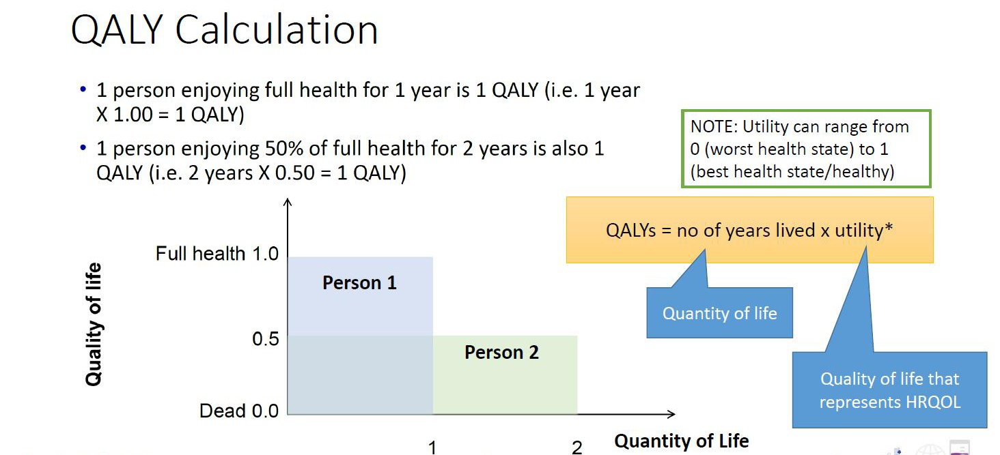 QALY Calculation
• 1 person enjoying full health for 1 year is 1 QALY (i.e. 1 year
X 1.00 = 1 QALY)
• 1 person enjoying 50% of full health for 2 years is also 1
QALY (i.e. 2 years X 0.50 = 1 QALY)
NOTE: Utility can range from
0 (worst health state) to 1
(best health state/healthy)
QALYs = no of years lived x utility*
Quantity of life
Quality of life that
represents HRQOL
Quality of life
Full health 1.0
0.5
Dead 0.0
Person 1
Person 2
1
2
Quantity of Life